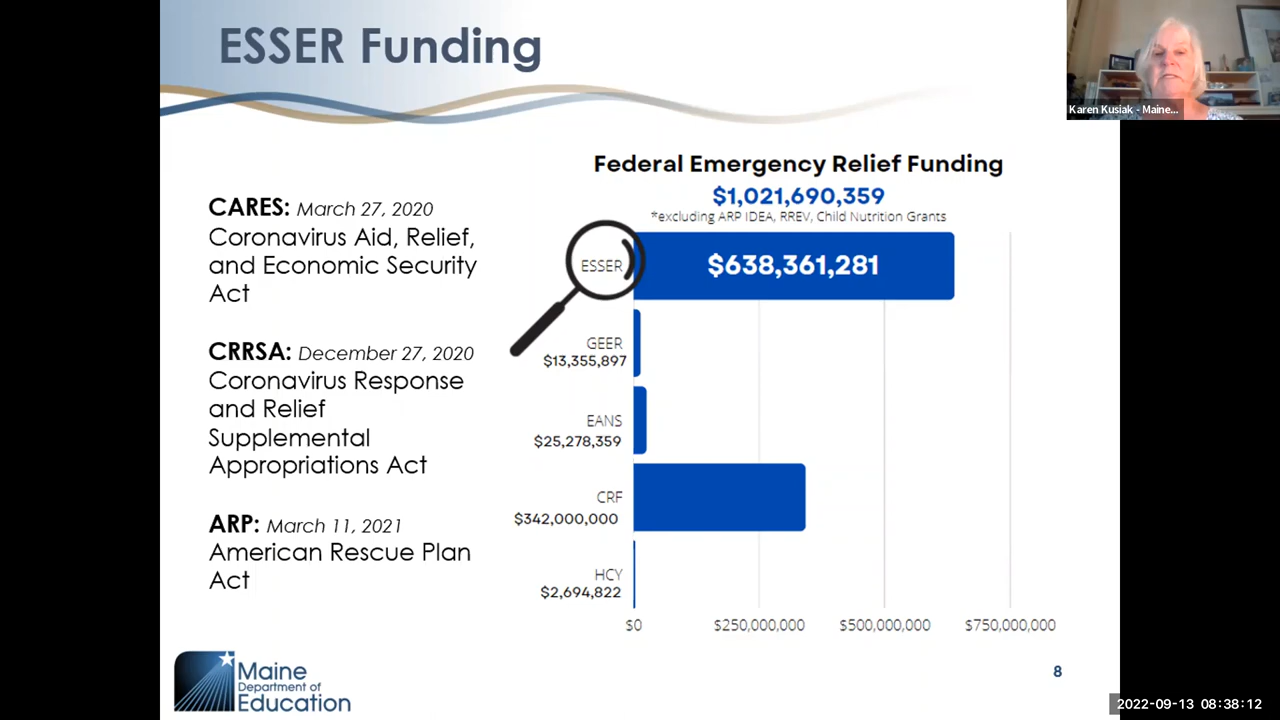 ESSER Funding
Karen Kusiak - Maine...
CARES: March 27, 2020
Coronavirus Aid, Relief,
and Economic Security
Act
CRRSA: December 27, 2020
Coronavirus Response
and Relief
Supplemental
Appropriations Act
ARP: March 11, 2021
American Rescue Plan
Act
Federal Emergency Relief Funding
$1,021,690,359
*excluding ARP IDEA, RREV, Child Nutrition Grants
ESSER
$638,361,281
GEER
$13,355,897
EANS
$25,278,359
CRF
$342,000,000
HCY
$2,694,822
$0 $250,000,000 $500,000,000 $750,000,000
Maine
Department of
Education
8
2022-09-13 08:38:12